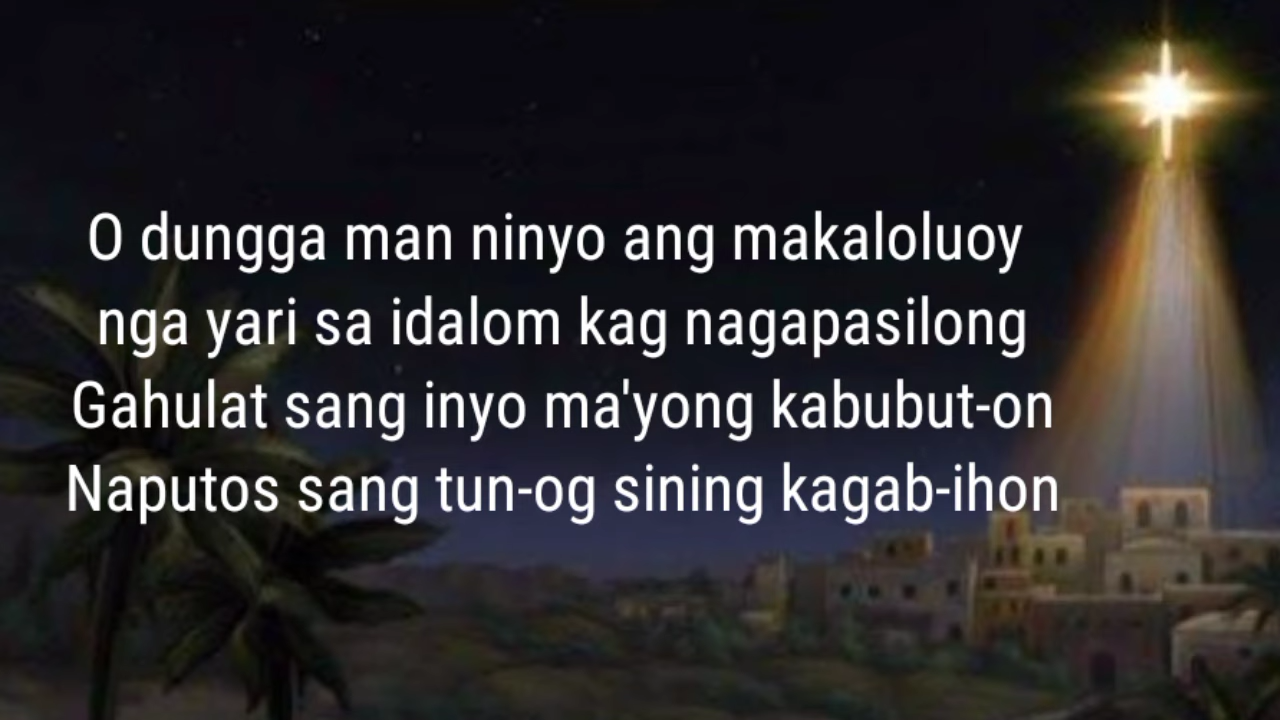 O dungga man ninyo ang makaloluoy
nga yari sa idalom kag nagapasilong
Gahulat sang inyo ma'yong kabubut-on
Naputos sang tun-og sining kagab-ihon